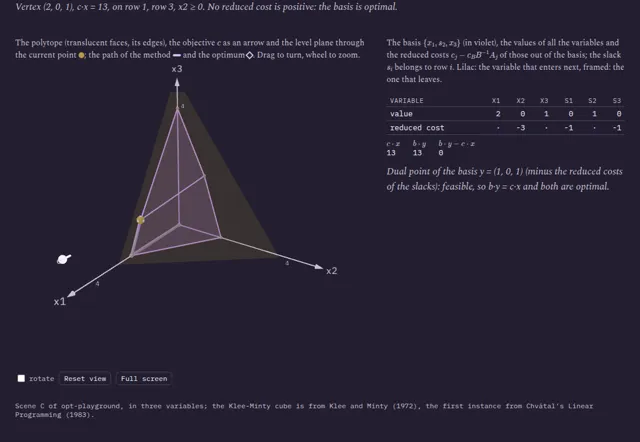 Vertex (2, 0, 1), c·x = 13, on row 1, row 3, x2 ≥ 0. No reduced cost is positive: the basis is optimal.
The polytope (translucent faces, its edges), the objective c as an arrow and the level plane through
the current point ; the path of the method and the optimum . Drag to turn, wheel to zoom.
x3
4
x2
4
x1
4
The basis {x₁, s₂, x₃} (in violet), the values of all the variables and
the reduced costs cⱼ − c_B B⁻¹Aⱼ of those out of the basis; the slack
sᵢ belongs to row i. Lilac: the variable that enters next, framed: the
one that leaves.
VARIABLE X1 X2 X3 S1 S2 S3
value 2 0 1 0 1 0
reduced cost · -3 · -1 · -1
c·x b·y b·y − c·x
13 13 0
Dual point of the basis y = (1, 0, 1) (minus the reduced costs
of the slacks): feasible, so b·y = c·x and both are optimal.
rotate Reset view Full screen
Scene C of opt-playground, in three variables; the Klee-Minty cube is from Klee and Minty (1972), the first instance from Chvátal's Linear
Programming (1983).